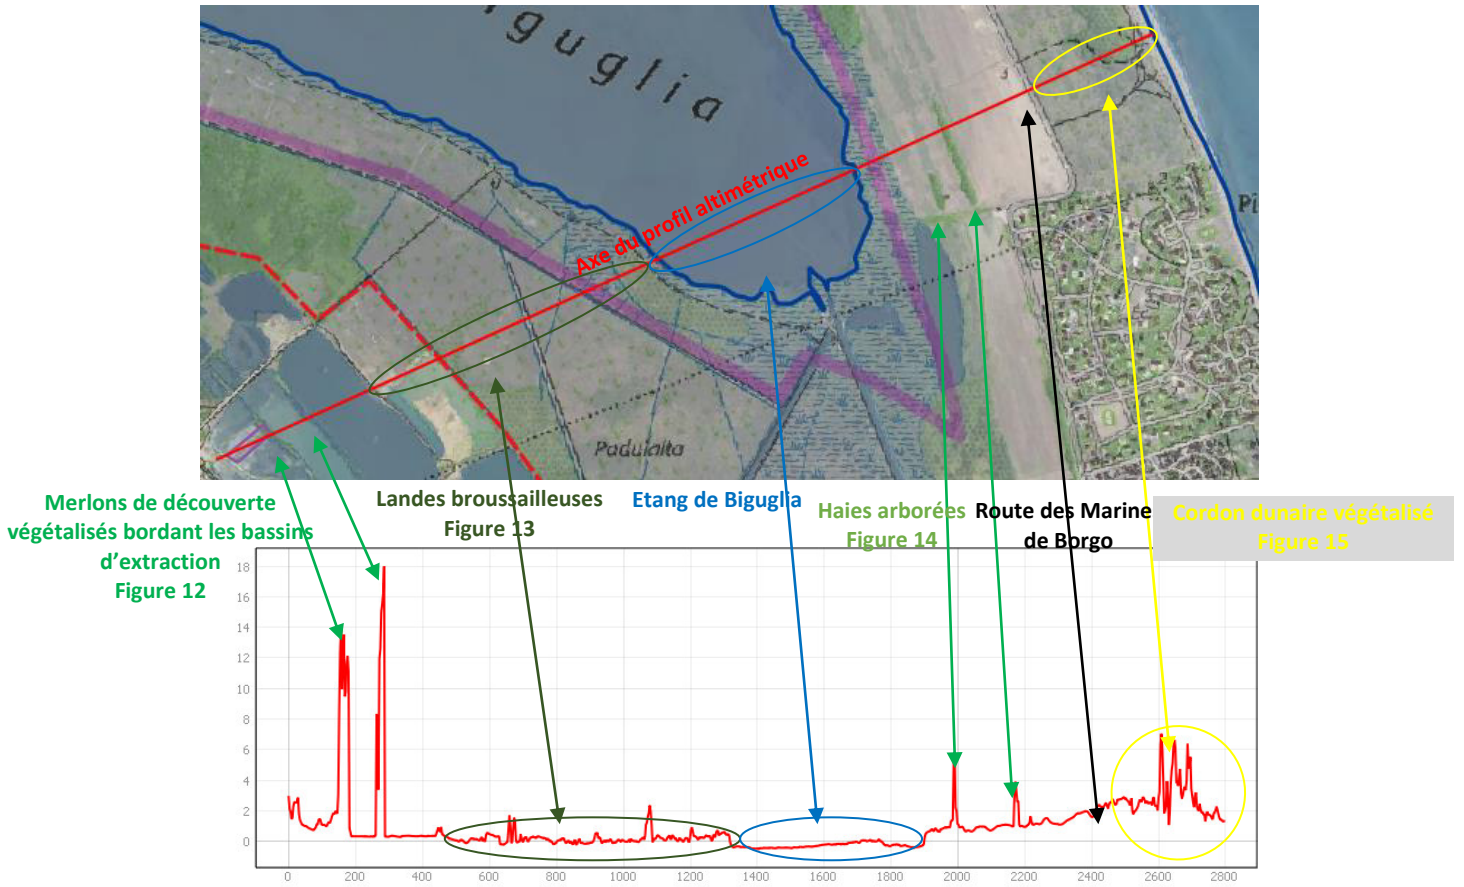 iguglia
Axe du profil altimétrique
Pi
Padulalta
Merlons de découverte
végétalisés bordant les bassins
d'extraction
Figure 12
Landes broussailleuses
Figure 13
Etang de Biguglia
Haies arborées
Figure 14
Route des Marine
de Borgo
Cordon dunaire végétalisé
Figure 15
18
16
14
12
10
8
6
4
2
0
0 200 400 600 800 1000 1200 1400 1600 1800 2000 2200 2400 2600 2800